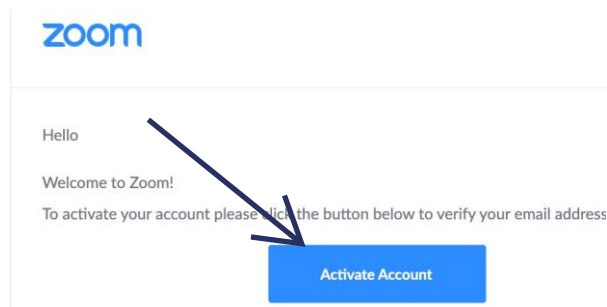 zoom
Hello
Welcome to Zoom!
To activate your account please click the button below to verify your email address
Activate Account